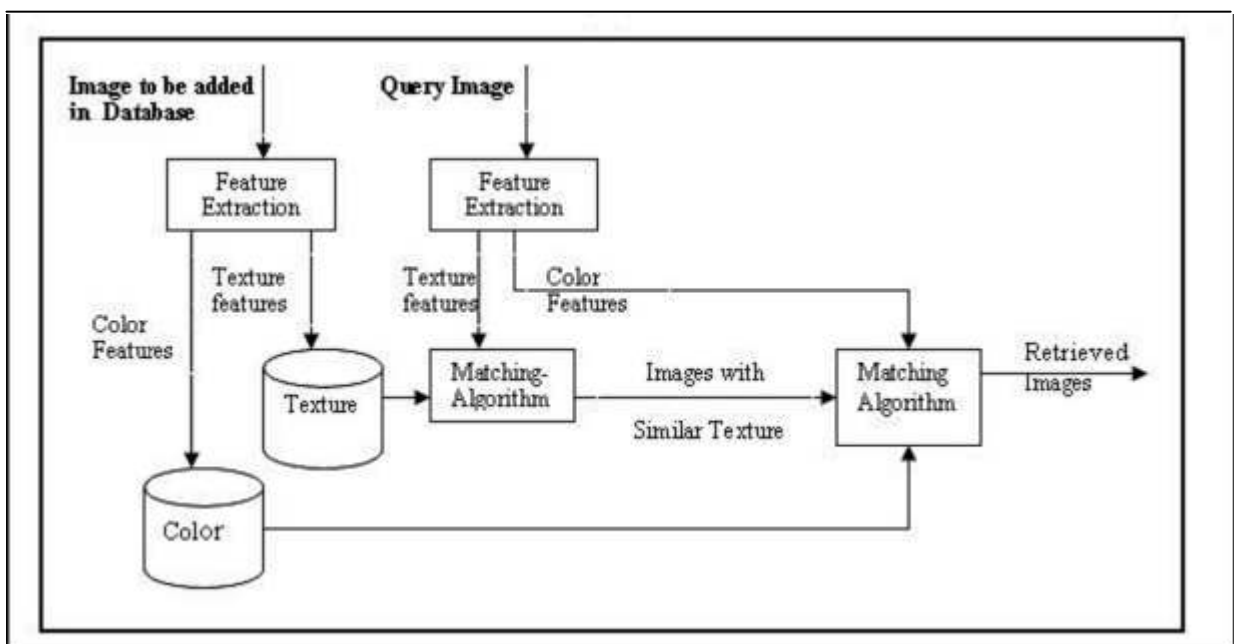 Image to be added
in Database
Query Image
Feature
Extraction
Feature
Extraction
Texture
features
Texture
features
Color
Features
Color
Features
Texture
Matching-
Algorithm
Images with
Similar Texture
Matching
Algorithm
Retrieved
Images
Color